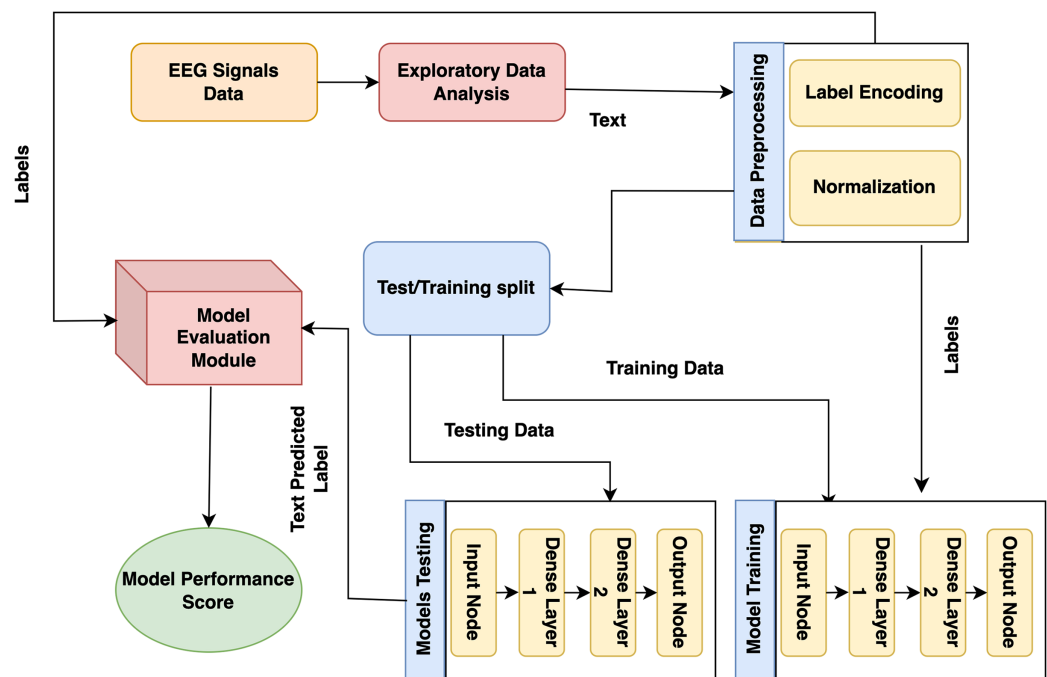 EEG Signals
Data
Exploratory Data
Analysis
Text
Data Preprocessing
Label Encoding
Normalization
Labels
Test/Training split
Model
Evaluation
Module
Labels
Training Data
Testing Data
Text Predicted
Label
Model Performance
Score
Models Testing
Input Node
Dense Layer
1
Dense Layer
2
Output Node
Model Training
Input Node
Dense Layer
1
Dense Layer
2
Output Node